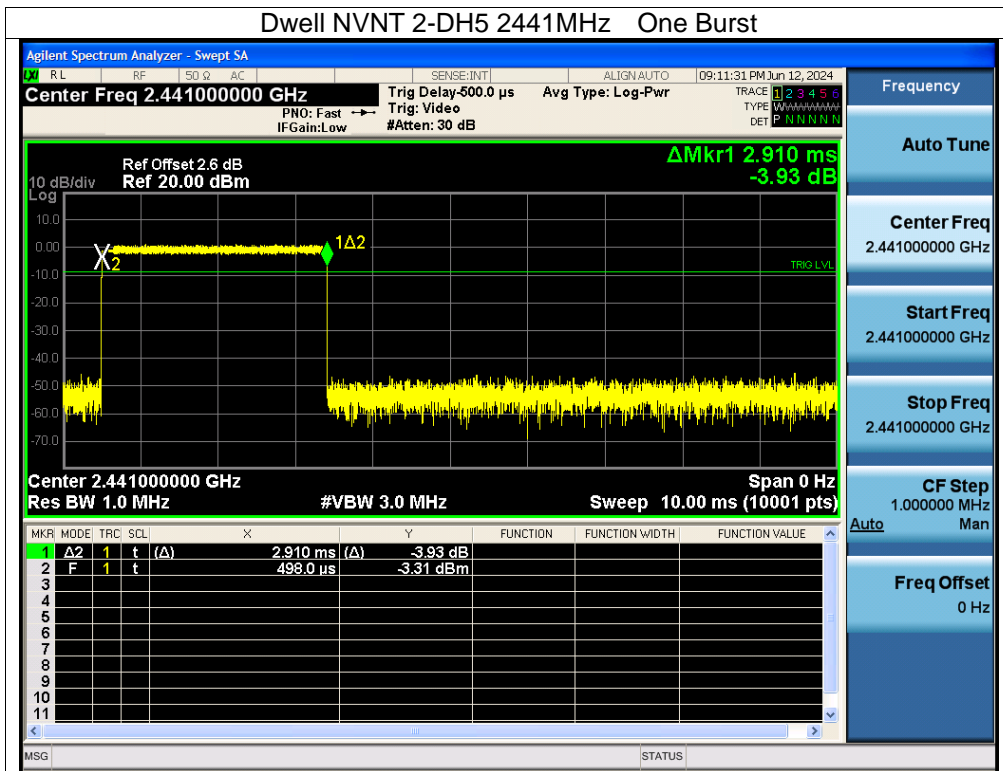 Dwell NVNT 2-DH5 2441MHz One Burst
Agilent Spectrum Analyzer - Swept SA
LXI RL RF 50 Ω AC SENSE:INT ALIGN AUTO 09:11:31 PM Jun 12, 2024
Center Freq 2.441000000 GHz
PNO: Fast
IFGain:Low
Trig Delay-500.0 µs
Trig: Video
#Atten: 30 dB
Avg Type: Log-Pwr
TRACE 1 2 3 4 5 6
TYPE WWWWWW
DET P N N N N N
Ref Offset 2.6 dB
Ref 20.00 dBm
10 dB/div
Log
ΔMkr1 2.910 ms
-3.93 dB
10.0
0.00
-10.0
-20.0
-30.0
-40.0
-50.0
-60.0
-70.0
X2
1Δ2
TRIG LVL
Center 2.441000000 GHz Span 0 Hz
Res BW 1.0 MHz #VBW 3.0 MHz Sweep 10.00 ms (10001 pts)
MKR MODE TRC SCL X Y FUNCTION FUNCTION WIDTH FUNCTION VALUE
1 Δ2 1 t (Δ) 2.910 ms (Δ) -3.93 dB
2 F 1 t 498.0 µs -3.31 dBm
3
4
5
6
7
8
9
10
11
MSG STATUS
Frequency
Auto Tune
Center Freq
2.441000000 GHz
Start Freq
2.441000000 GHz
Stop Freq
2.441000000 GHz
CF Step
1.000000 MHz
Auto Man
Freq Offset
0 Hz